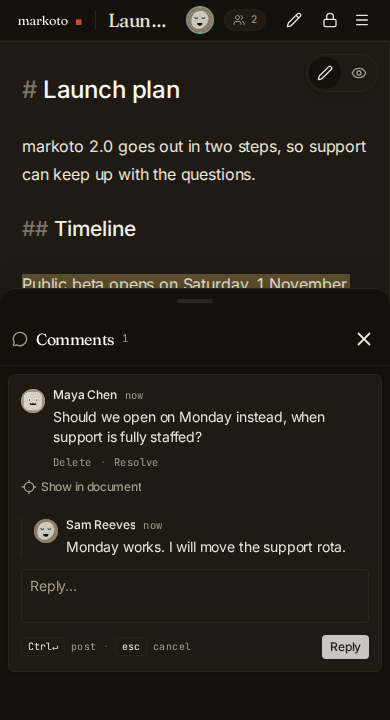 markoto
Laun...
2
# Launch plan
markoto 2.0 goes out in two steps, so support
can keep up with the questions.
## Timeline
Public beta opens on Saturday, 1 November
Comments 1
Maya Chen now
Should we open on Monday instead, when
support is fully staffed?
Delete · Resolve
Show in document
Sam Reeves now
Monday works. I will move the support rota.
Reply...
Ctrl↵ post · esc cancel
Reply